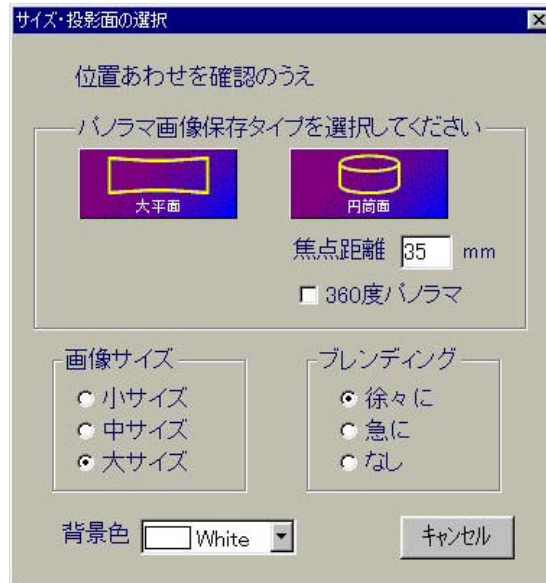 サイズ・投影面の選択
位置あわせを確認のうえ
パノラマ画像保存タイプを選択してください
大平面 円筒面
焦点距離 35 mm
360度パノラマ
画像サイズ
小サイズ
中サイズ
大サイズ
ブレンディング
徐々に
急に
なし
背景色 White キャンセル